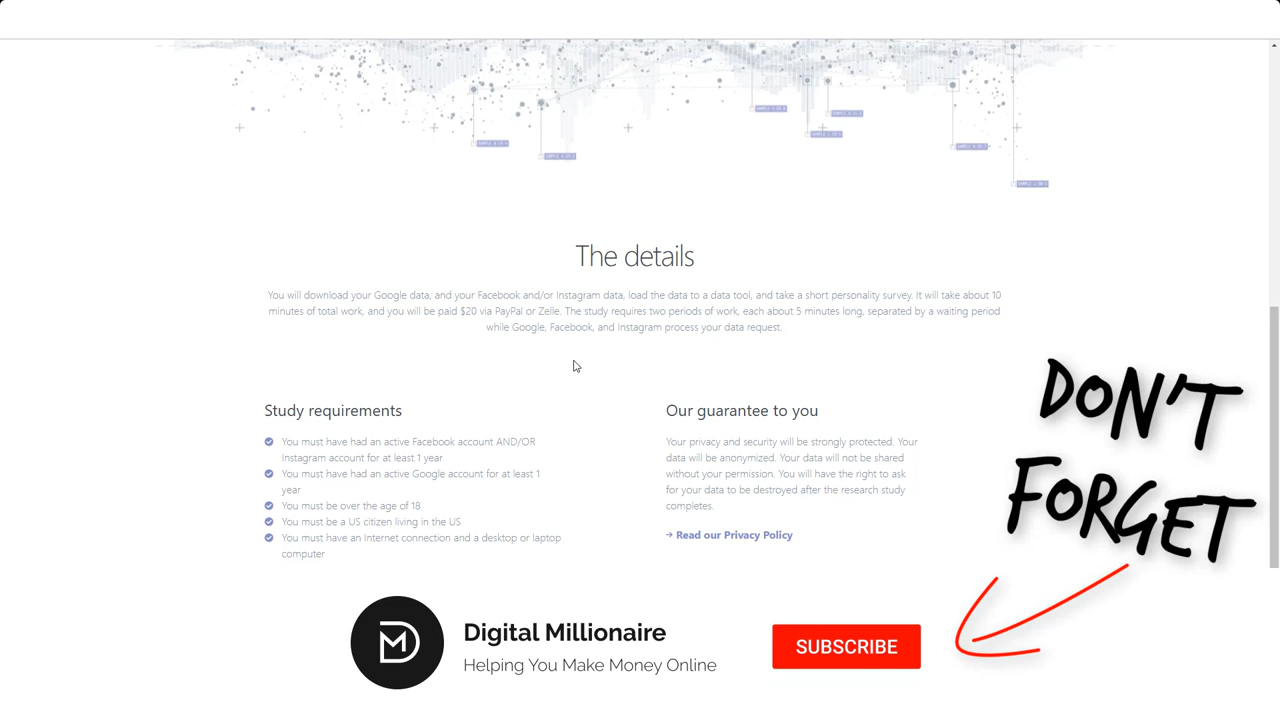 The details
You will download your Google data, and your Facebook and/or Instagram data, load the data to a data tool, and take a short personality survey. It will take about 10
minutes of total work, and you will be paid $20 via PayPal or Zelle. The study requires two periods of work, each about 5 minutes long, separated by a waiting period
while Google, Facebook, and Instagram process your data request.
Study requirements
You must have had an active Facebook account AND/OR
Instagram account for at least 1 year
You must have had an active Google account for at least 1
year
You must be over the age of 18
You must be a US citizen living in the US
You must have an Internet connection and a desktop or laptop
computer
Our guarantee to you
Your privacy and security will be strongly protected. Your
data will be anonymized. Your data will not be shared
without your permission. You will have the right to ask
for your data to be destroyed after the research study
completes.
Read our Privacy Policy
DON'T
FORGET
Digital Millionaire
Helping You Make Money Online
SUBSCRIBE